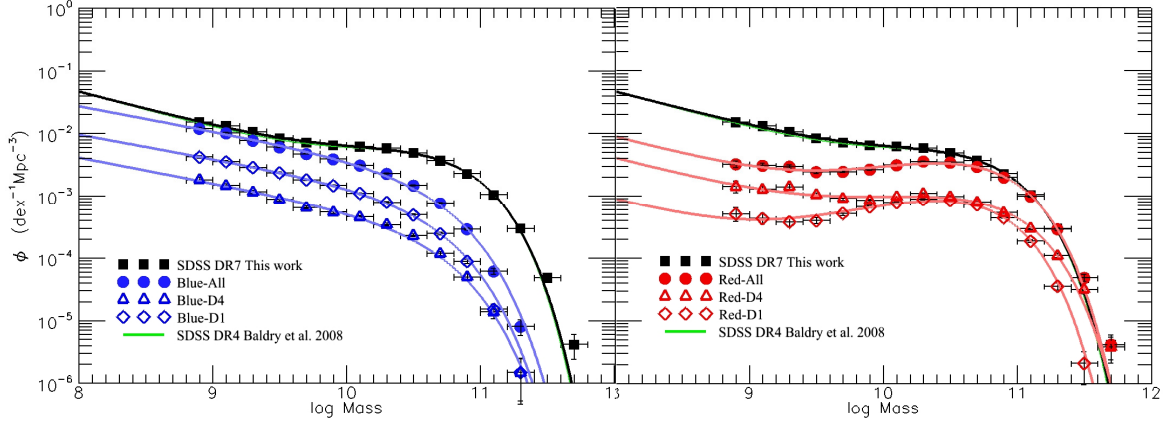 10⁰
10⁻¹
10⁻²
10⁻³
10⁻⁴
10⁻⁵
10⁻⁶
ϕ (dex⁻¹Mpc⁻³)
SDSS DR7 This work
Blue-All
Blue-D4
Blue-D1
SDSS DR4 Baldry et al. 2008
8 9 10 11
log Mass
SDSS DR7 This work
Red-All
Red-D4
Red-D1
SDSS DR4 Baldry et al. 2008
9 10 11 12
log Mass